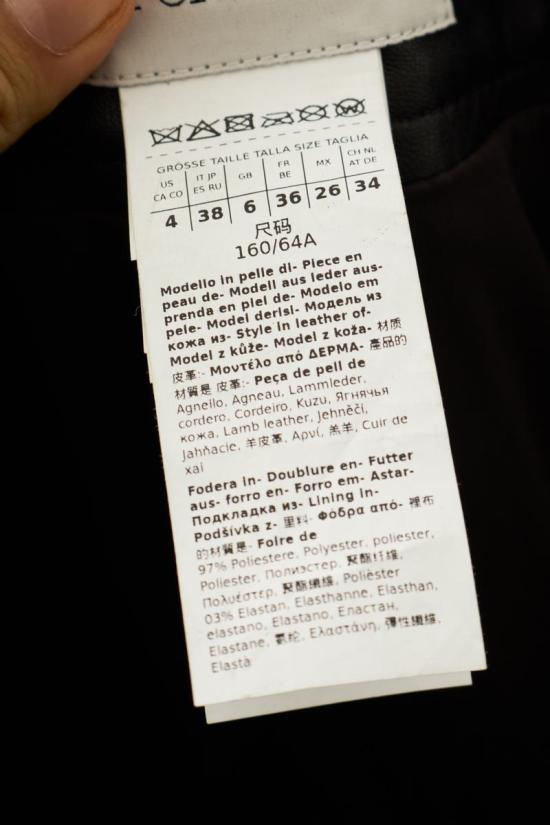 GRÖSSE TAILLE TALLA SIZE TAGLIA
US CA CO | IT JP ES RU | GB | FR BE | MX | CH NL AT DE
4 | 38 | 6 | 36 | 26 | 34
尺码
160/64A
Modello in pelle di- Piece en
peau de- Modell aus leder aus-
prenda en piel de- Modelo em
pele- Model derisi- Модель из
кожа из- Style in leather of-
Model z kůže- Model z koža- 材质
皮革:- Μοντέλο από ΔΕΡΜΑ- 產品的
材質是 皮革:- Peça de pell de
Agnello, Agneau, Lammleder,
cordero, Cordeiro, Kuzu, Ягнячья
кожа, Lamb leather, Jehněčí,
Jahňacie, 羊皮革, Αρνί, 羔羊, Cuir de
xai
Fodera in- Doublure en- Futter
aus- forro en- Forro em- Astar-
Подкладка из- Lining in-
Podšívka z- 里料- Φόδρα από- 裡布
的材質是- Foire de
97% Poliestere, Polyester, poliester,
Poliester, Полиэстер, 聚酯纤维,
Πολυέστερ, 聚酯纖維, Polièster
03% Elastan, Elasthanne, Elasthan,
elastano, Elastano, Еластан,
Elastane, 氨纶, Ελαστάνη, 彈性纖維,
Elastà